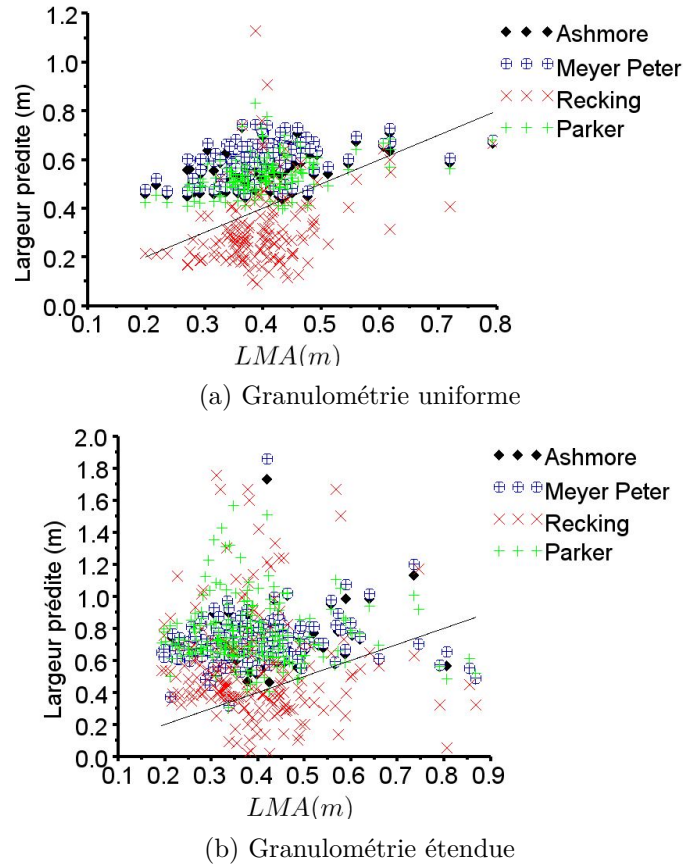 1.2
1.0
0.8
0.6
0.4
0.2
0.0
Largeur prédite (m)
0.1 0.2 0.3 0.4 0.5 0.6 0.7 0.8
LMA(m)
Ashmore
Meyer Peter
Recking
Parker
(a) Granulométrie uniforme
2.0
1.8
1.6
1.4
1.2
1.0
0.8
0.6
0.4
0.2
0.0
Largeur prédite (m)
0.1 0.2 0.3 0.4 0.5 0.6 0.7 0.8 0.9
LMA(m)
Ashmore
Meyer Peter
Recking
Parker
(b) Granulométrie étendue